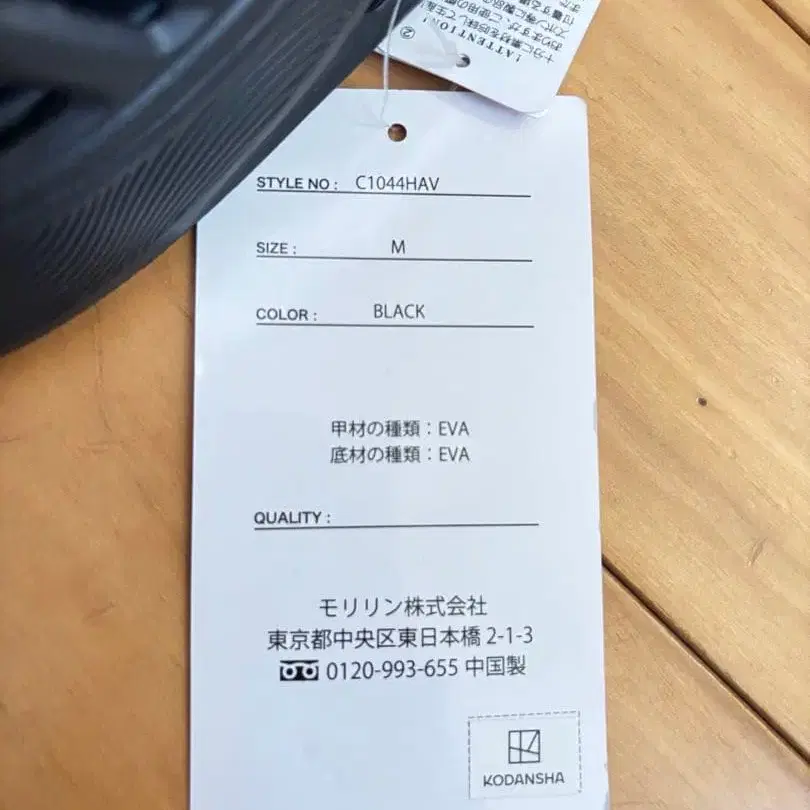 ②
!ATTENTION!
STYLE NO : C1044HAV
SIZE : M
COLOR : BLACK
甲材の種類：EVA
底材の種類：EVA
QUALITY :
モリリン株式会社
東京都中央区東日本橋 2-1-3
0120-993-655 中国製
KODANSHA